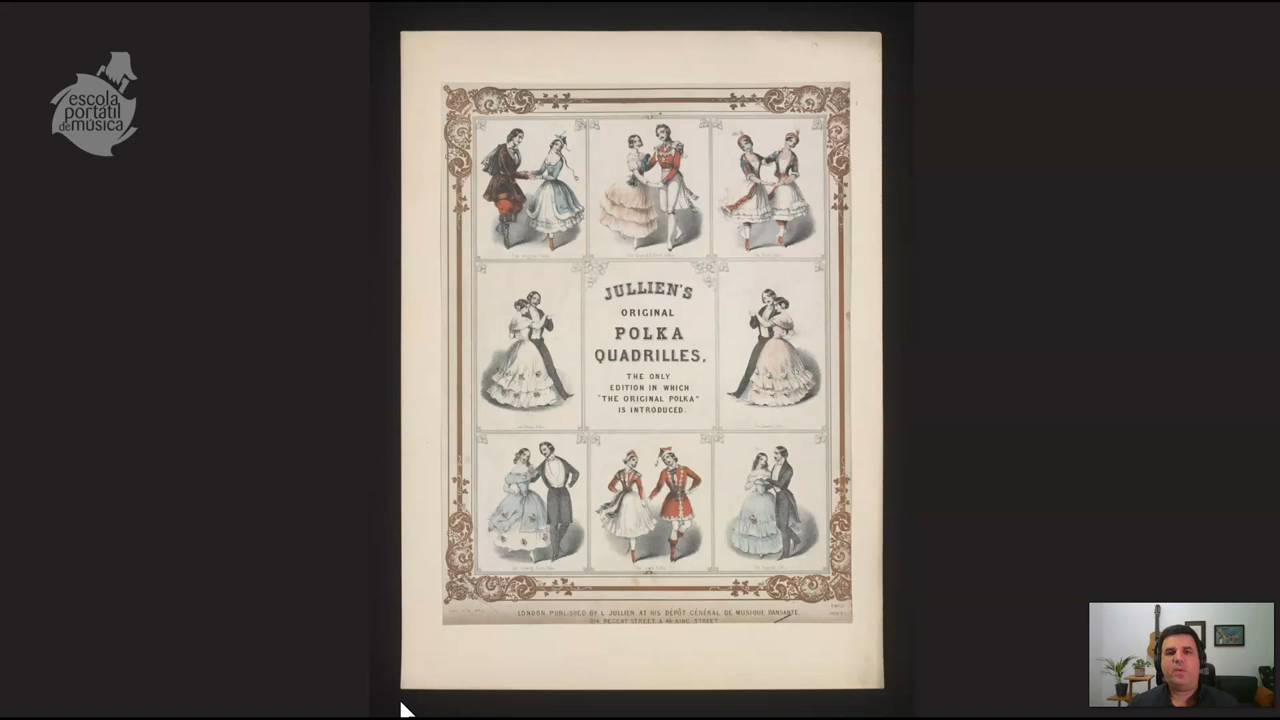 escola
portátil
de música
JULLIEN'S
ORIGINAL
POLKA
QUADRILLES,
THE ONLY
EDITION IN WHICH
"THE ORIGINAL POLKA"
IS INTRODUCED.
LONDON, PUBLISHED BY L. JULLIEN AT HIS DÉPÔT GÉNÉRAL DE MUSIQUE DANSANTE,
214, REGENT STREET, & 45 KING STREET